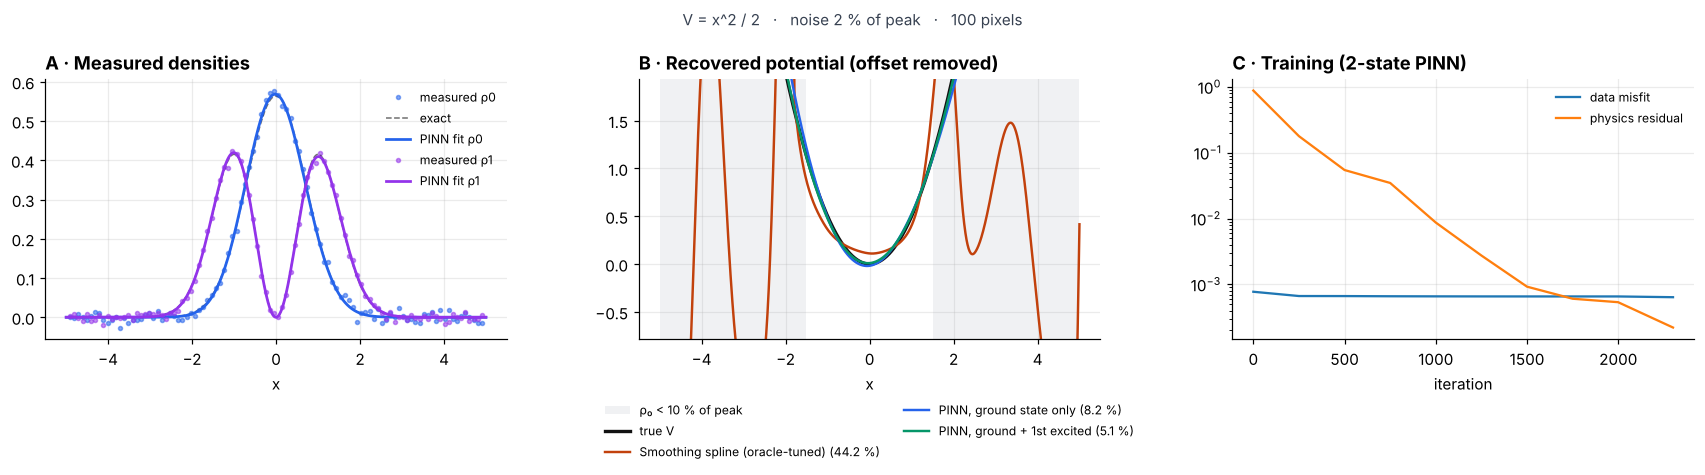 V = x^2 / 2 · noise 2 % of peak · 100 pixels
A · Measured densities
0.6
0.5
0.4
0.3
0.2
0.1
0.0
−4
−2
0
2
4
x
measured ρ0
exact
PINN fit ρ0
measured ρ1
PINN fit ρ1
B · Recovered potential (offset removed)
1.5
1.0
0.5
0.0
−0.5
−4
−2
0
2
4
x
ρ₀ < 10 % of peak
true V
Smoothing spline (oracle-tuned) (44.2 %)
PINN, ground state only (8.2 %)
PINN, ground + 1st excited (5.1 %)
C · Training (2-state PINN)
10⁰
10⁻¹
10⁻²
10⁻³
0
500
1000
1500
2000
iteration
data misfit
physics residual